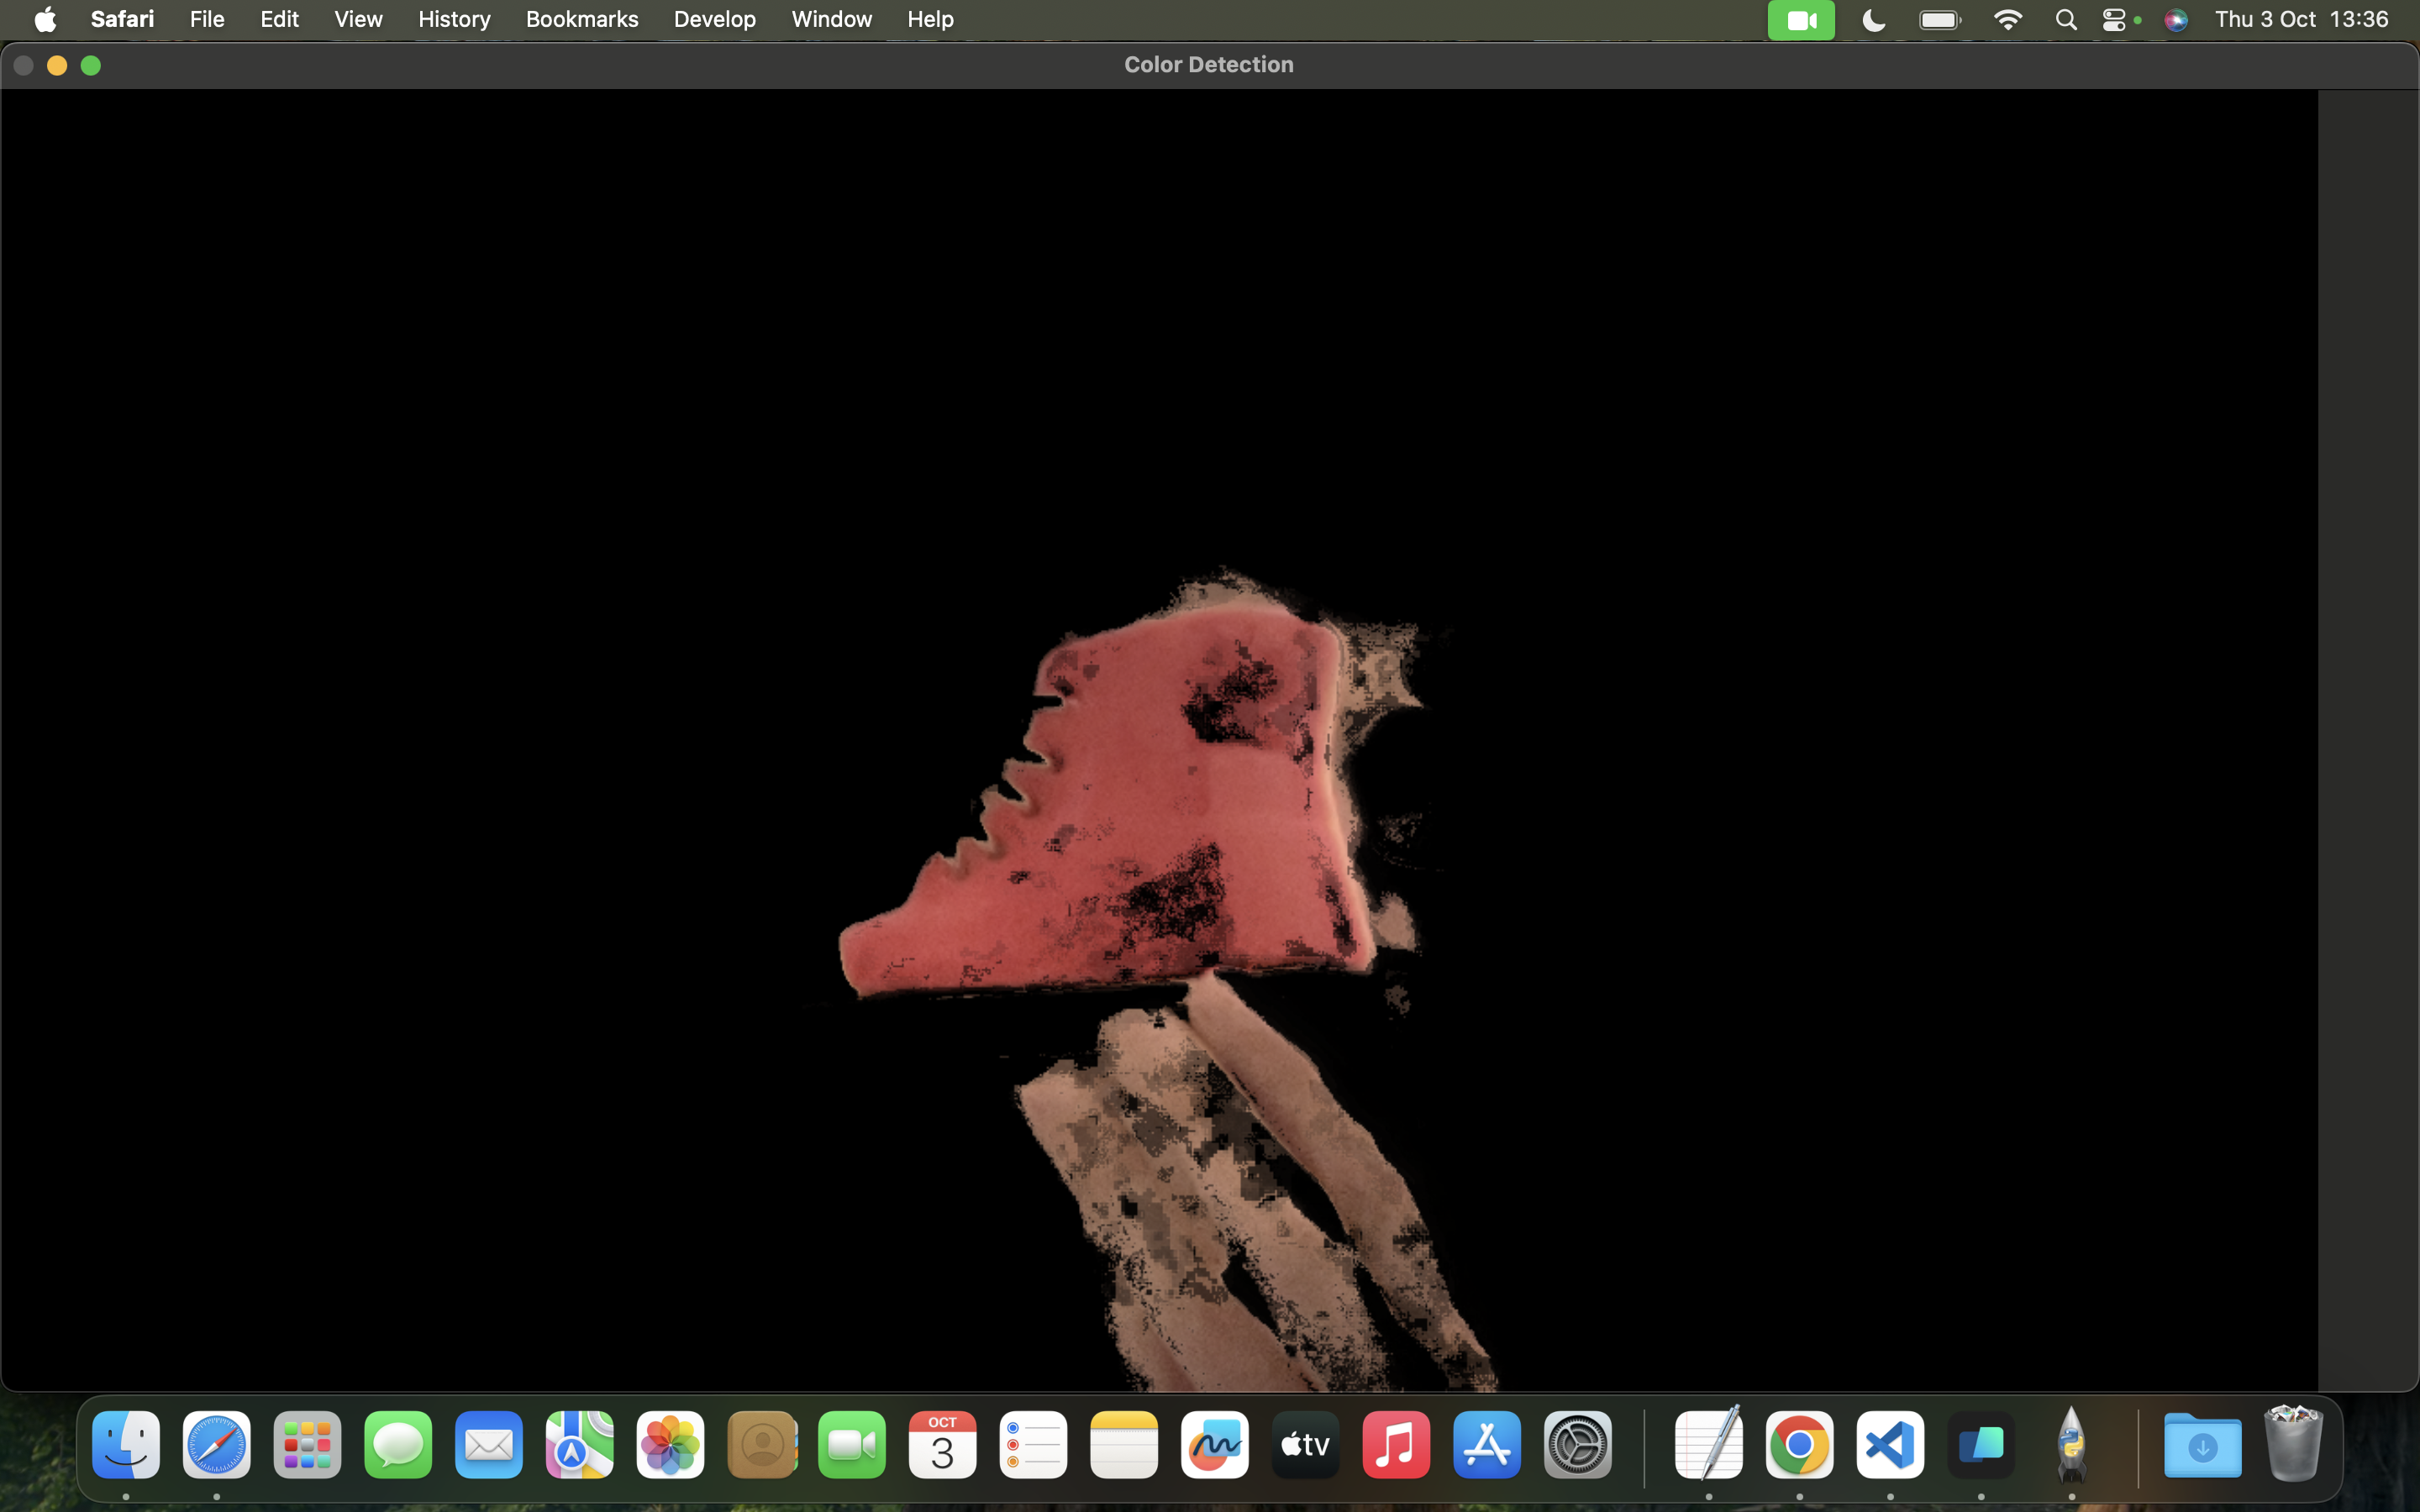 Safari File Edit View History Bookmarks Develop Window Help Thu 3 Oct 13:36
Color Detection
OCT
3
tv